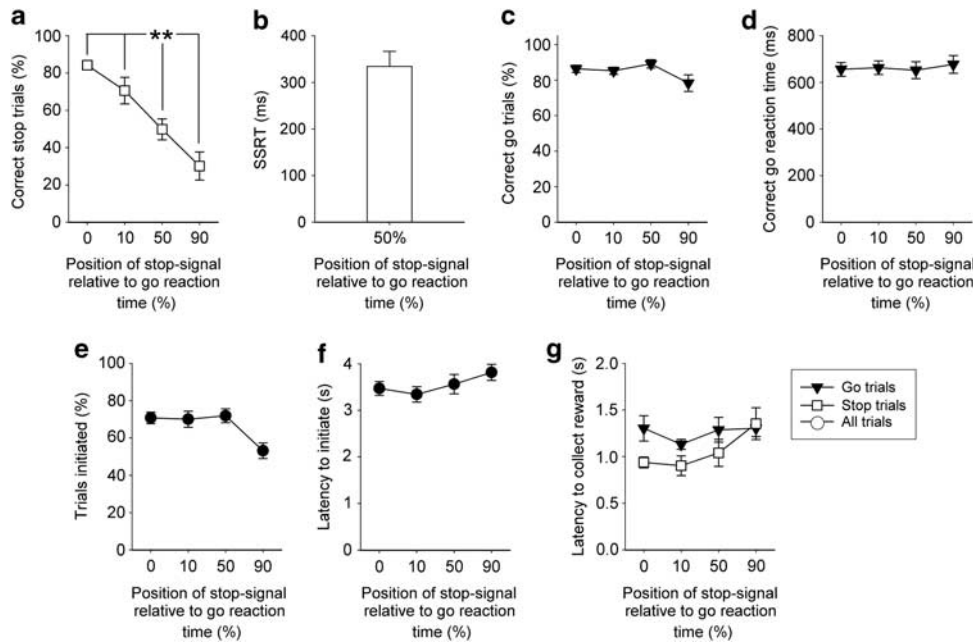 a
Correct stop trials (%)
100
80
60
40
20
0
**
0 10 50 90
Position of stop-signal
relative to go reaction
time (%)
b
SSRT (ms)
400
300
200
100
0
50%
Position of stop-signal
relative to go reaction
time (%)
c
Correct go trials (%)
100
80
60
40
20
0
0 10 50 90
Position of stop-signal
relative to go reaction
time (%)
d
Correct go reaction time (ms)
800
600
400
200
0
0 10 50 90
Position of stop-signal
relative to go reaction
time (%)
e
Trials initiated (%)
100
80
60
40
20
0
0 10 50 90
Position of stop-signal
relative to go reaction
time (%)
f
Latency to initiate (s)
4
3
2
1
0
0 10 50 90
Position of stop-signal
relative to go reaction
time (%)
g
Latency to collect reward (s)
2.0
1.5
1.0
0.5
0.0
0 10 50 90
Position of stop-signal
relative to go reaction
time (%)
Go trials
Stop trials
All trials